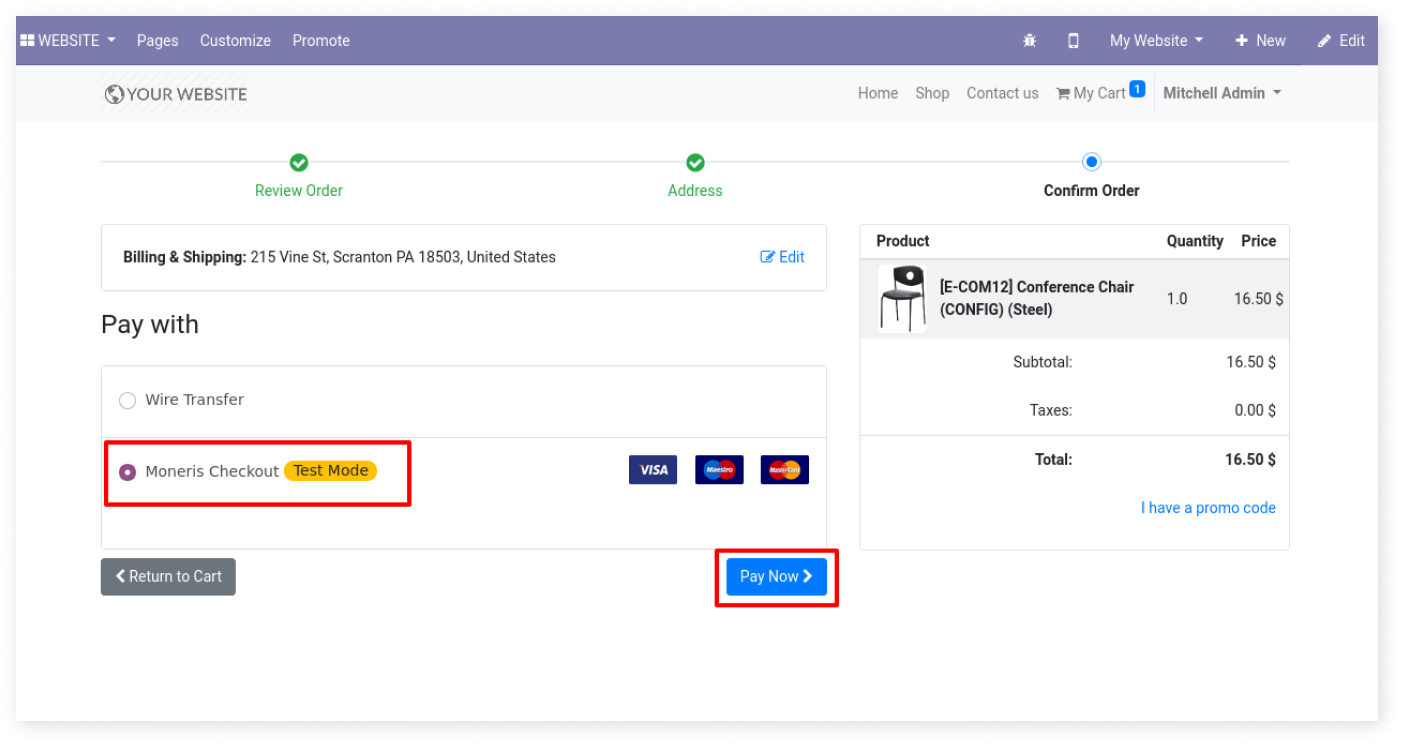 WEBSITE Pages Customize Promote My Website New Edit
YOUR WEBSITE Home Shop Contact us My Cart 1 Mitchell Admin
Review Order Address Confirm Order
Billing & Shipping: 215 Vine St, Scranton PA 18503, United States Edit
Pay with
Wire Transfer
Moneris Checkout Test Mode VISA Maestro MasterCard
Return to Cart Pay Now
Product Quantity Price
[E-COM12] Conference Chair
(CONFIG) (Steel) 1.0 16.50 $
Subtotal: 16.50 $
Taxes: 0.00 $
Total: 16.50 $
I have a promo code